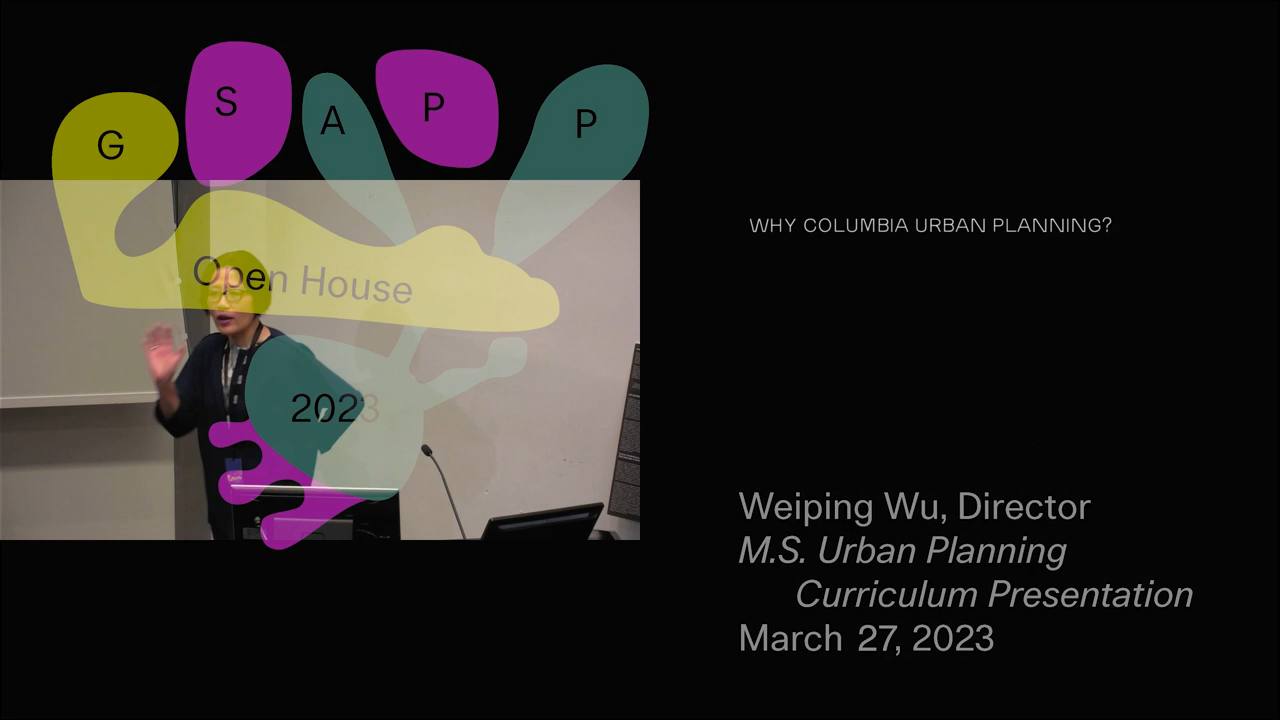 G S A P P
Open House
2023
WHY COLUMBIA URBAN PLANNING?
Weiping Wu, Director
M.S. Urban Planning
Curriculum Presentation
March 27, 2023